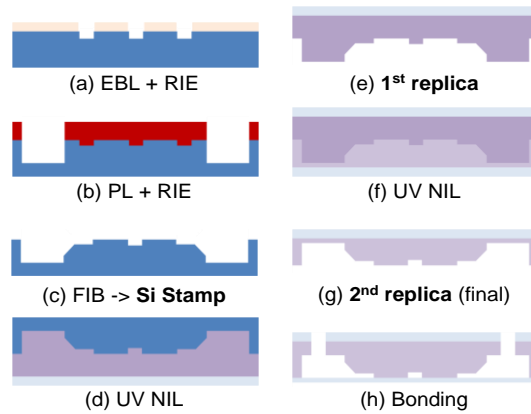 (a) EBL + RIE
(b) PL + RIE
(c) FIB -> Si Stamp
(d) UV NIL
(e) 1st replica
(f) UV NIL
(g) 2nd replica (final)
(h) Bonding